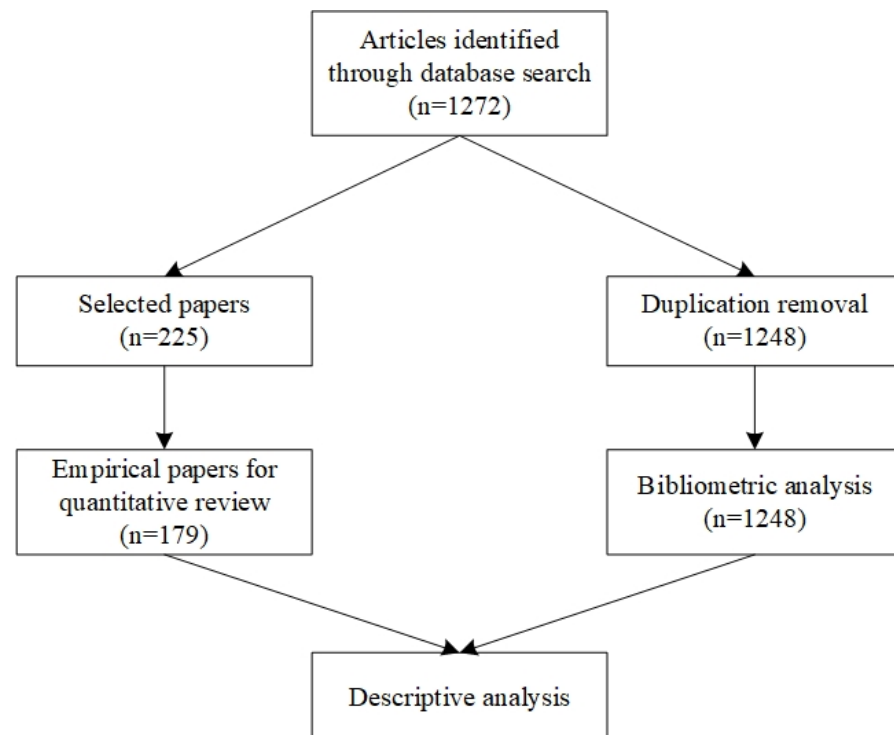 Articles identified
through database search
(n=1272)
Selected papers
(n=225)
Duplication removal
(n=1248)
Empirical papers for
quantitative review
(n=179)
Bibliometric analysis
(n=1248)
Descriptive analysis